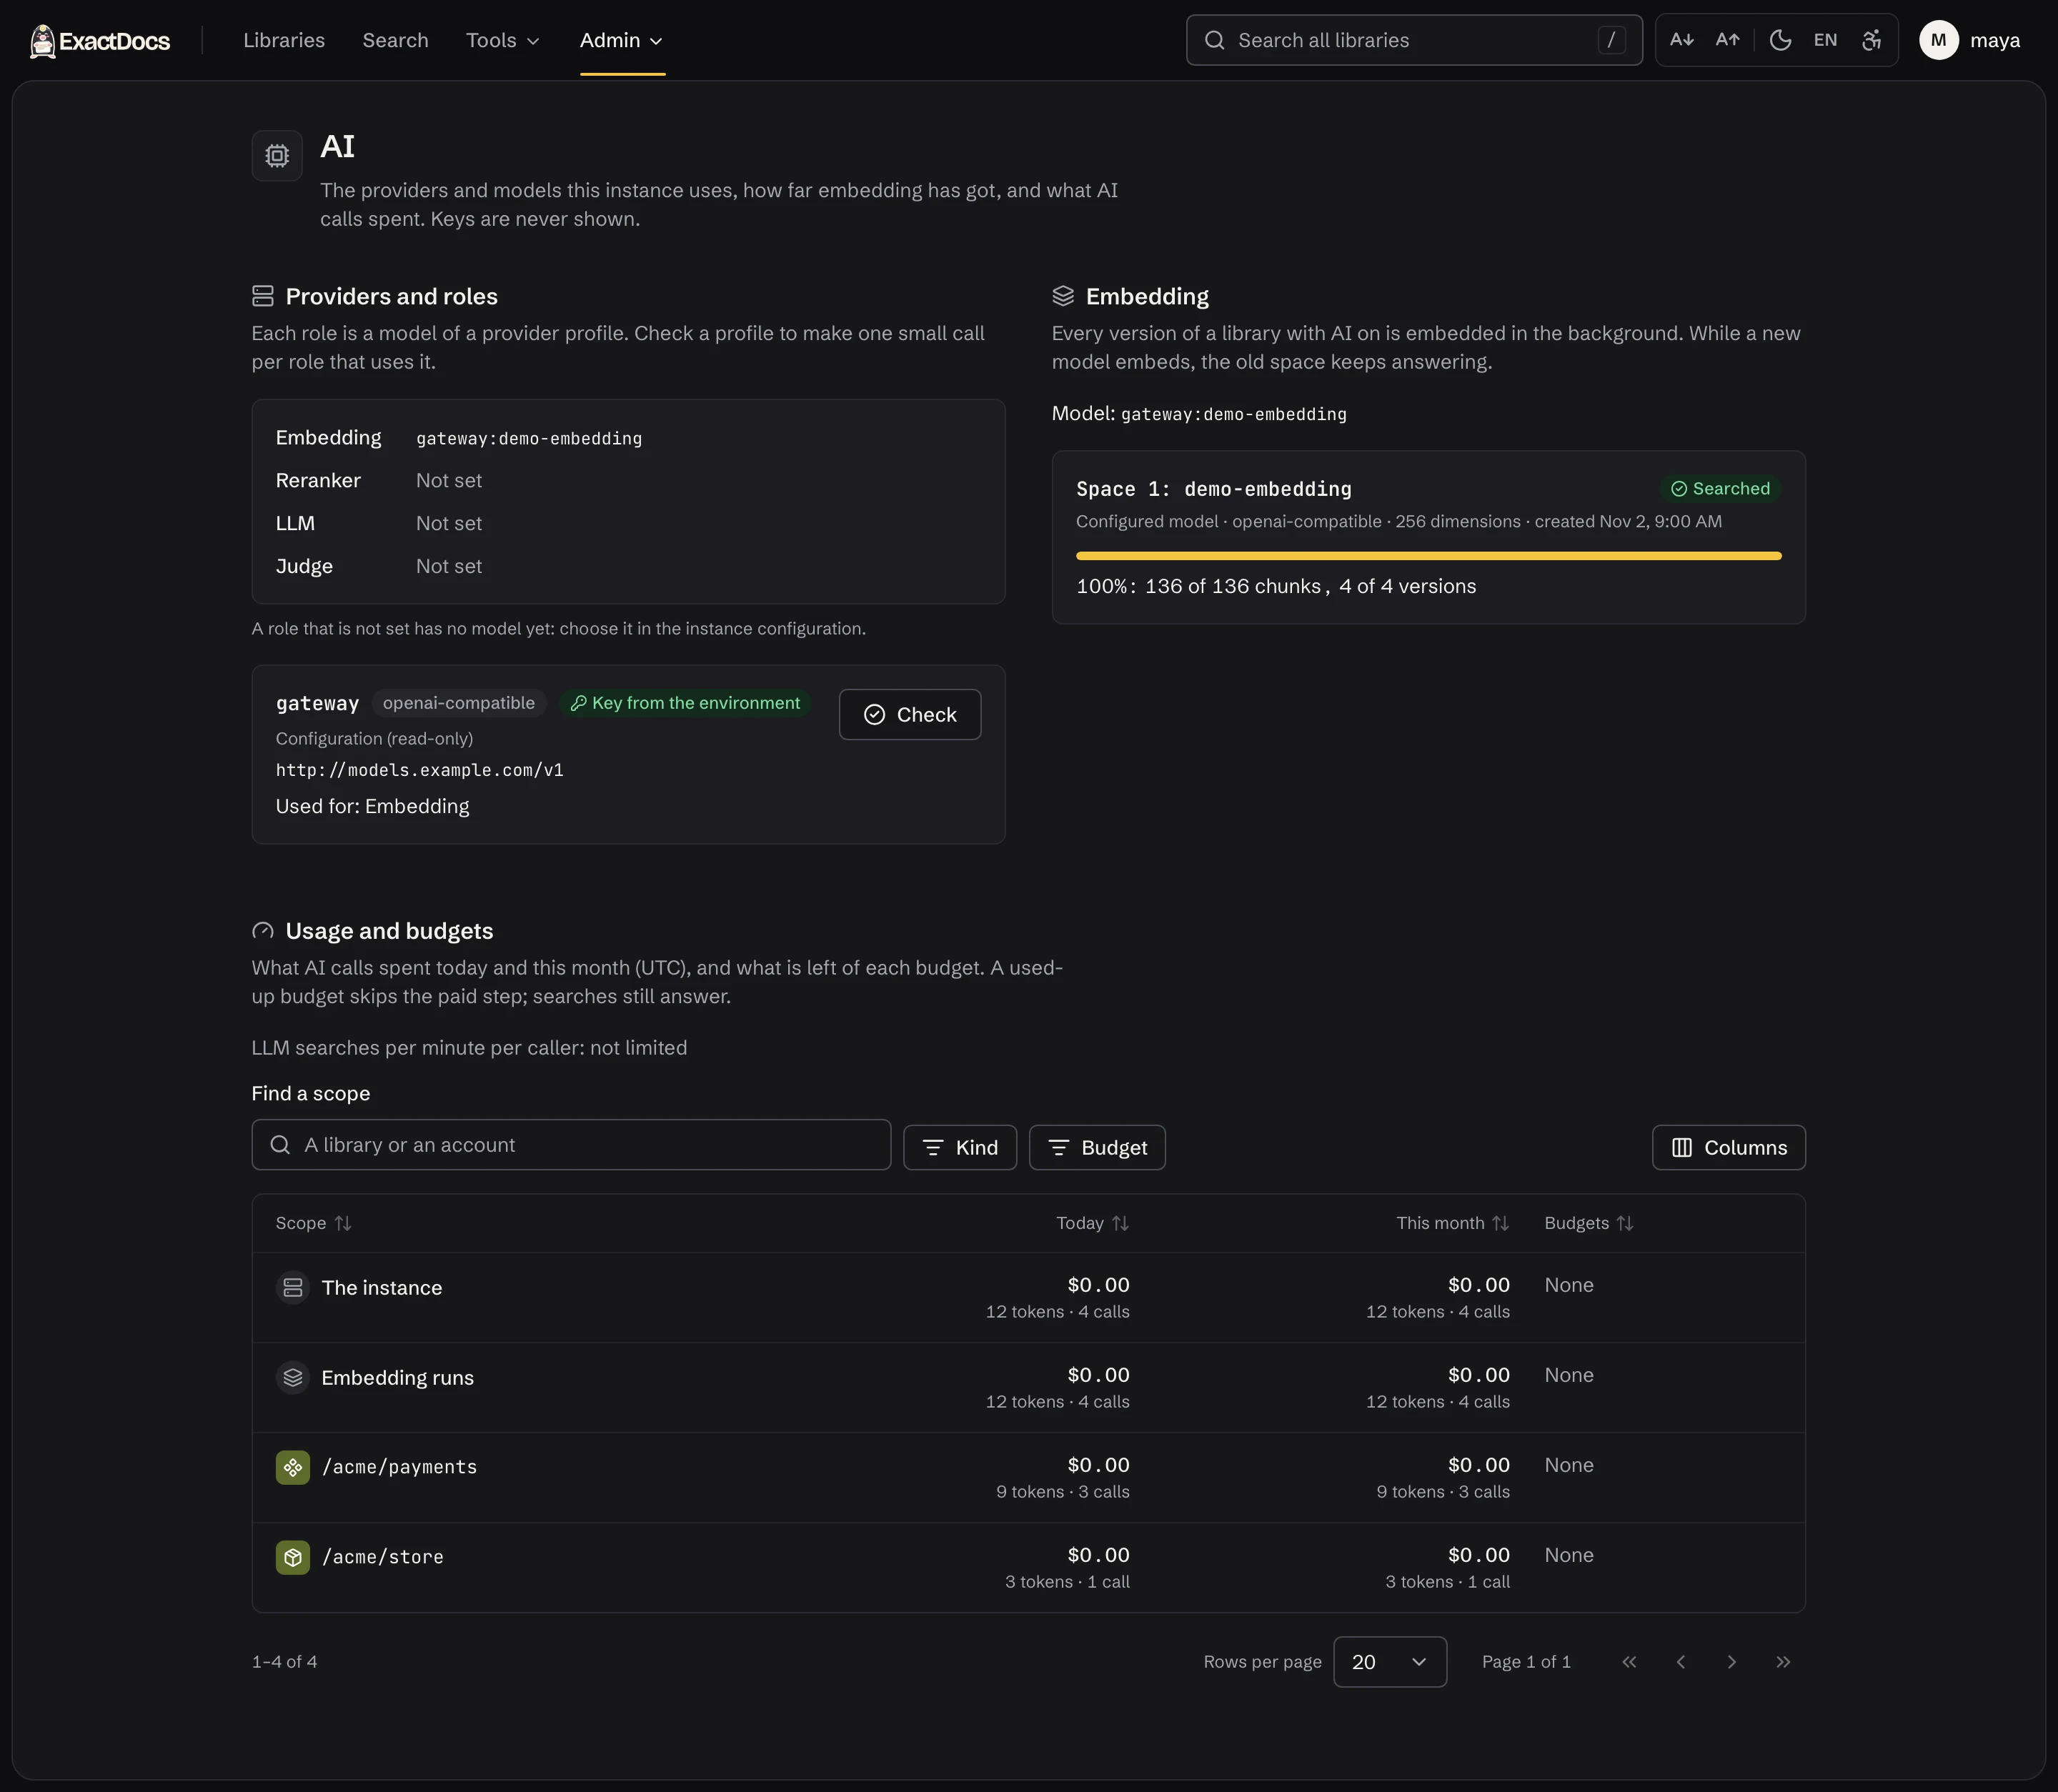 ExactDocs
Libraries
Search
Tools
Admin
Search all libraries
/
A
A
EN
M
maya
AI
The providers and models this instance uses, how far embedding has got, and what AI
calls spent. Keys are never shown.
Providers and roles
Each role is a model of a provider profile. Check a profile to make one small call
per role that uses it.
Embedding gateway:demo-embedding
Reranker Not set
LLM Not set
Judge Not set
A role that is not set has no model yet: choose it in the instance configuration.
gateway openai-compatible Key from the environment
Check
Configuration (read-only)
http://models.example.com/v1
Used for: Embedding
Embedding
Every version of a library with AI on is embedded in the background. While a new
model embeds, the old space keeps answering.
Model: gateway:demo-embedding
Space 1: demo-embedding
Searched
Configured model · openai-compatible · 256 dimensions · created Nov 2, 9:00 AM
100%: 136 of 136 chunks, 4 of 4 versions
Usage and budgets
What AI calls spent today and this month (UTC), and what is left of each budget. A used-
up budget skips the paid step; searches still answer.
LLM searches per minute per caller: not limited
Find a scope
A library or an account
Kind
Budget
Columns
Scope Today This month Budgets
The instance $0.00 $0.00 None
12 tokens · 4 calls 12 tokens · 4 calls
Embedding runs $0.00 $0.00 None
12 tokens · 4 calls 12 tokens · 4 calls
/acme/payments $0.00 $0.00 None
9 tokens · 3 calls 9 tokens · 3 calls
/acme/store $0.00 $0.00 None
3 tokens · 1 call 3 tokens · 1 call
1–4 of 4
Rows per page 20
Page 1 of 1